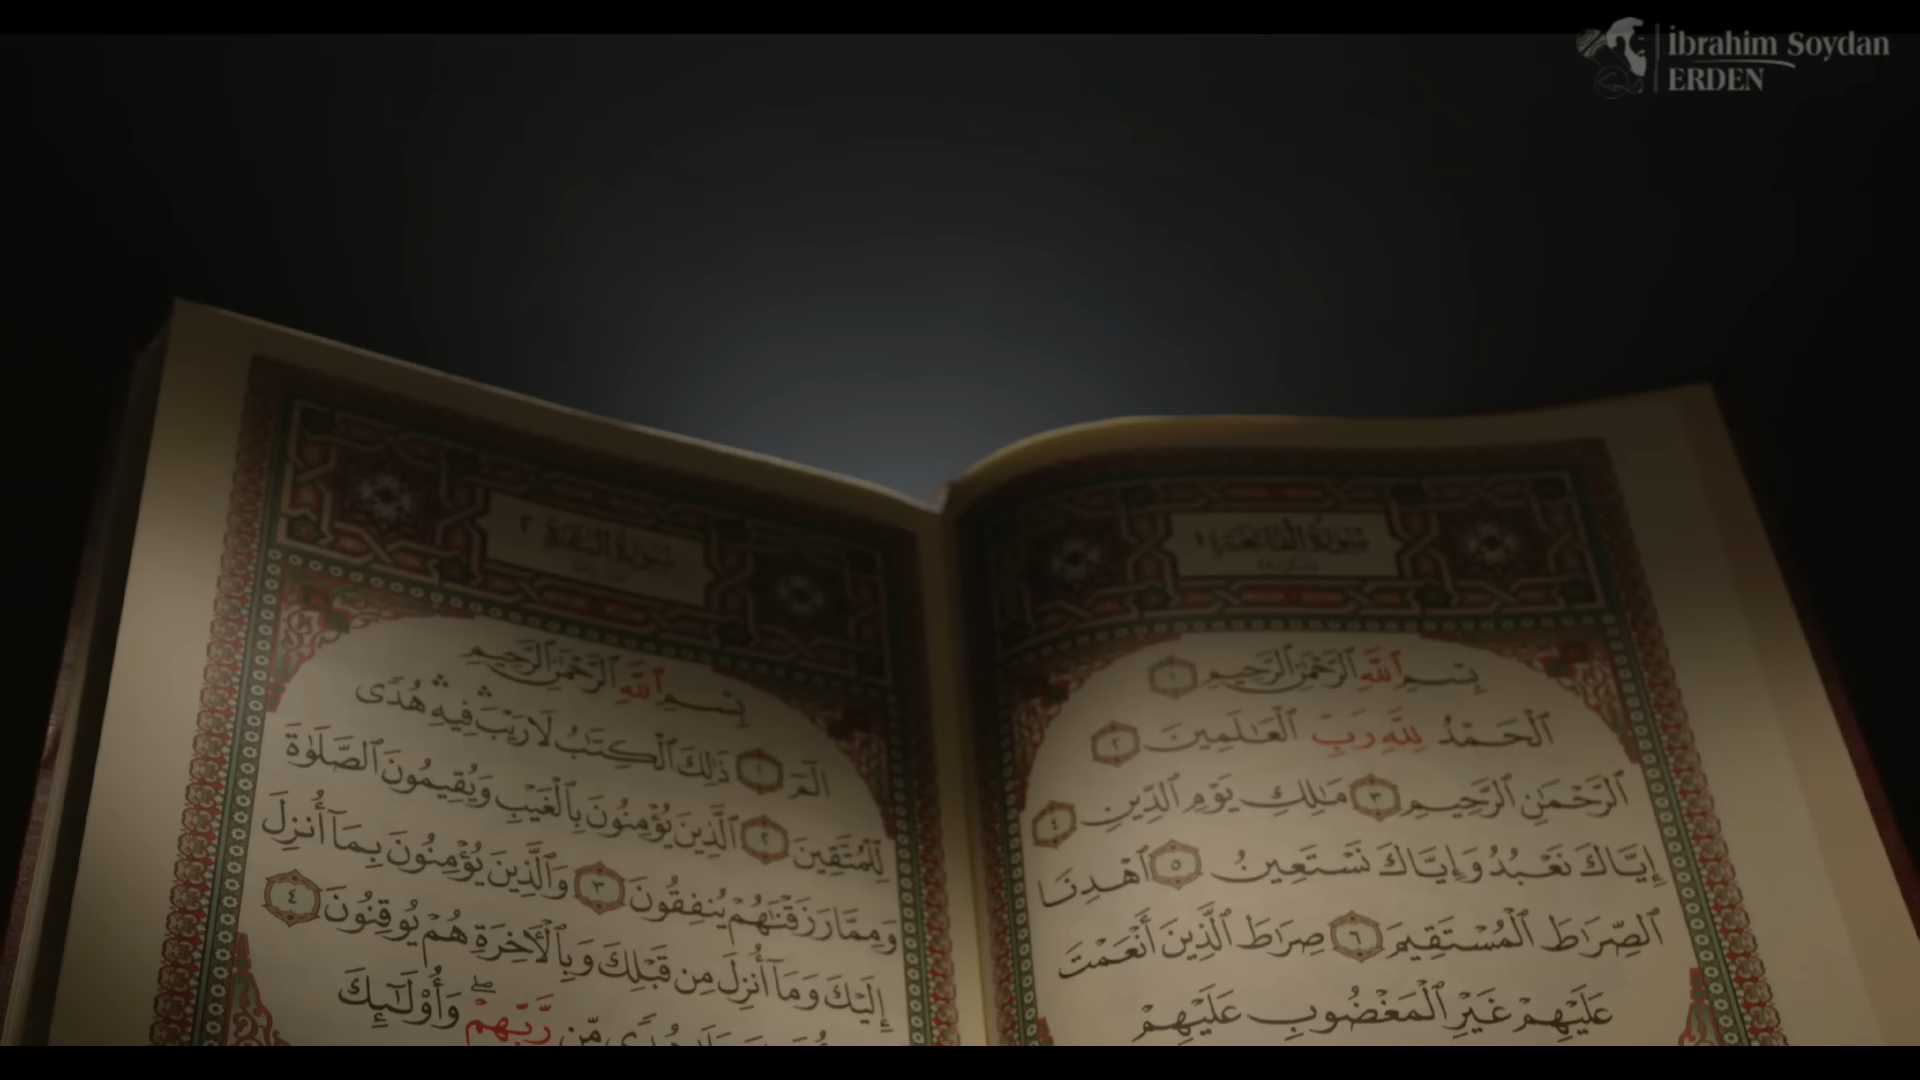 İbrahim Soydan
ERDEN
سُورَةُ الْفَاتِحَةِ ١
بِسْمِ ٱللَّهِ ٱلرَّحْمَٰنِ ٱلرَّحِيمِ ١
ٱلْحَمْدُ لِلَّهِ رَبِّ ٱلْعَٰلَمِينَ ٢
ٱلرَّحْمَٰنِ ٱلرَّحِيمِ ٣ مَٰلِكِ يَوْمِ ٱلدِّينِ ٤
إِيَّاكَ نَعْبُدُ وَإِيَّاكَ نَسْتَعِينُ ٥ ٱهْدِنَا
ٱلصِّرَٰطَ ٱلْمُسْتَقِيمَ ٦ صِرَٰطَ ٱلَّذِينَ أَنْعَمْتَ
عَلَيْهِمْ غَيْرِ ٱلْمَغْضُوبِ عَلَيْهِمْ
سُورَةُ الْبَقَرَةِ ٢
بِسْمِ ٱللَّهِ ٱلرَّحْمَٰنِ ٱلرَّحِيمِ
الٓمٓ ١ ذَٰلِكَ ٱلْكِتَٰبُ لَا رَيْبَۛ فِيهِۛ هُدًى
لِّلْمُتَّقِينَ ٢ ٱلَّذِينَ يُؤْمِنُونَ بِٱلْغَيْبِ وَيُقِيمُونَ ٱلصَّلَوٰةَ
وَمِمَّا رَزَقْنَٰهُمْ يُنفِقُونَ ٣ وَٱلَّذِينَ يُؤْمِنُونَ بِمَآ أُنزِلَ
إِلَيْكَ وَمَآ أُنزِلَ مِن قَبْلِكَ وَبِٱلْءَاخِرَةِ هُمْ يُوقِنُونَ ٤
هُدًى مِّن رَّبِّهِمْۖ وَأُو۟لَٰٓئِكَ